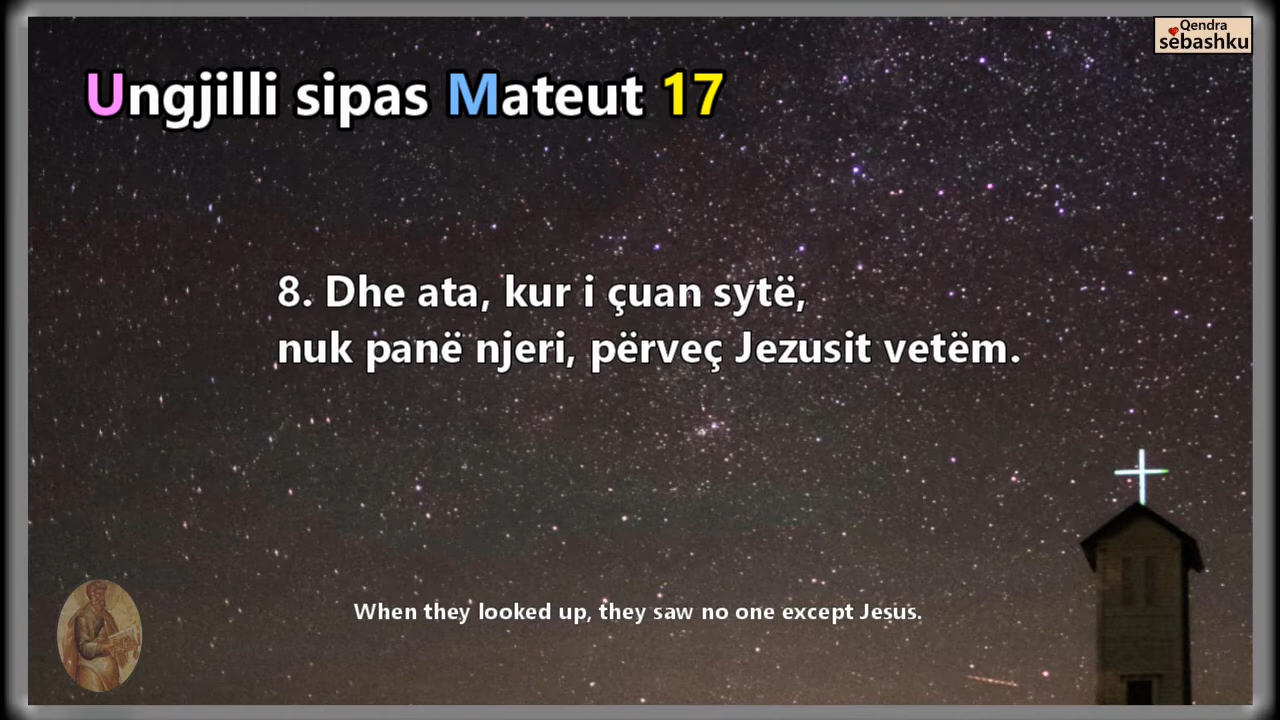 Qendra
sebashku
Ungjilli sipas Mateut 17
8. Dhe ata, kur i çuan sytë,
nuk panë njeri, përveç Jezusit vetëm.
When they looked up, they saw no one except Jesus.